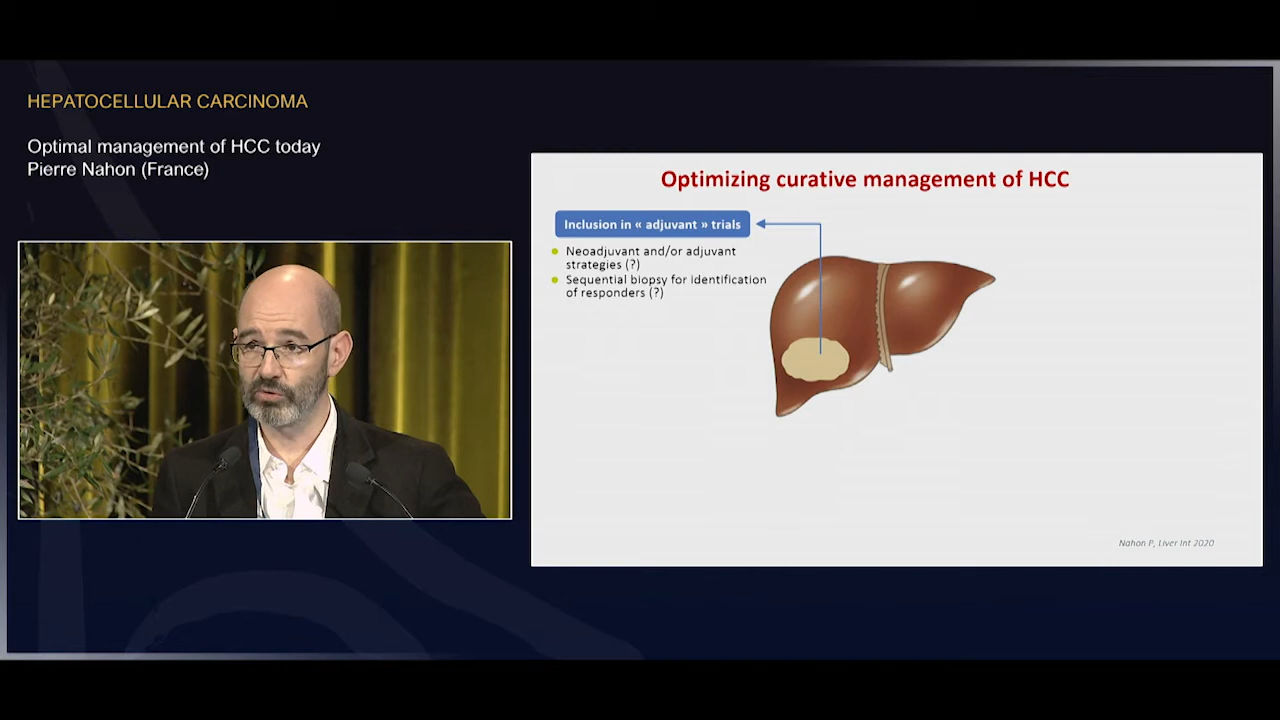 HEPATOCELLULAR CARCINOMA
Optimal management of HCC today
Pierre Nahon (France)
Optimizing curative management of HCC
Inclusion in « adjuvant » trials
Neoadjuvant and/or adjuvant
strategies (?)
Sequential biopsy for identification
of responders (?)
Nahon P, Liver Int 2020